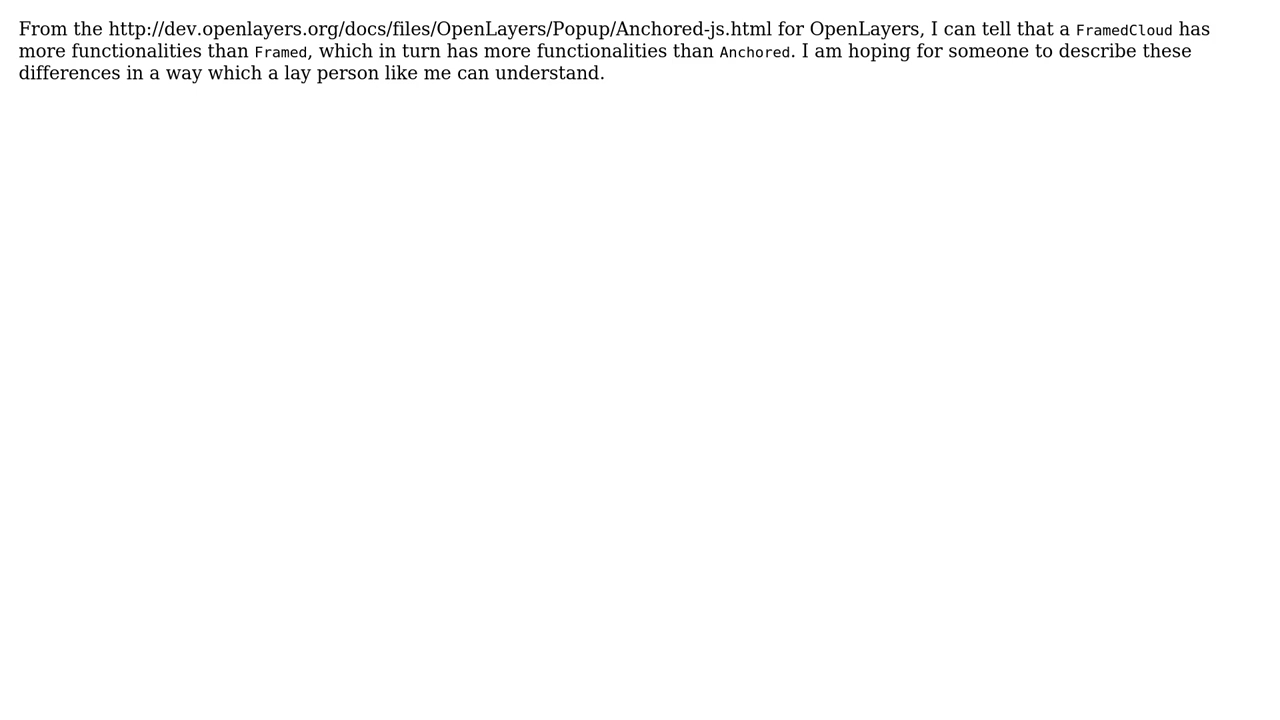 From the http://dev.openlayers.org/docs/files/OpenLayers/Popup/Anchored-js.html for OpenLayers, I can tell that a FramedCloud has
more functionalities than Framed, which in turn has more functionalities than Anchored. I am hoping for someone to describe these
differences in a way which a lay person like me can understand.